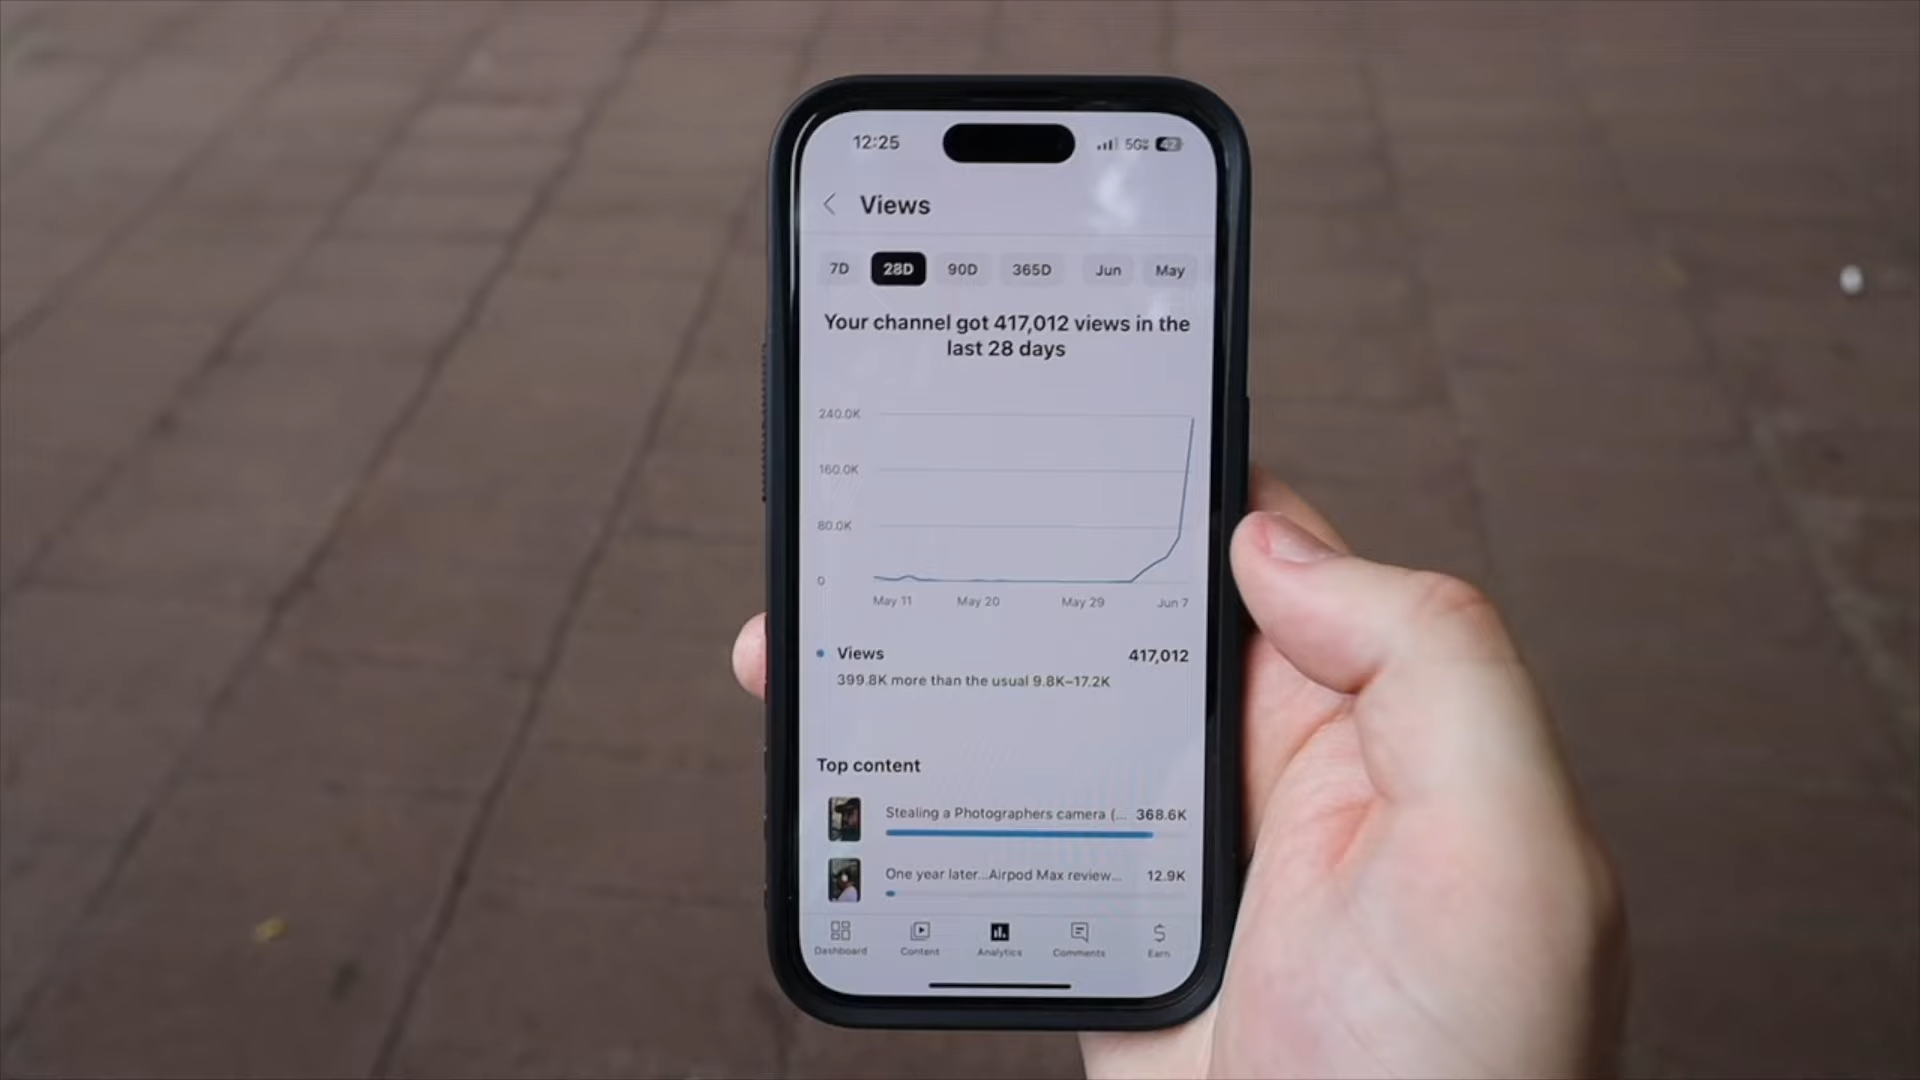 12:25
5G
42
Views
7D 28D 90D 365D Jun May
Your channel got 417,012 views in the
last 28 days
240.0K
160.0K
80.0K
0
May 11 May 20 May 29 Jun 7
Views 417,012
399.8K more than the usual 9.8K–17.2K
Top content
Stealing a Photographers camera (... 368.6K
One year later...Airpod Max review... 12.9K
Dashboard Content Analytics Comments Earn